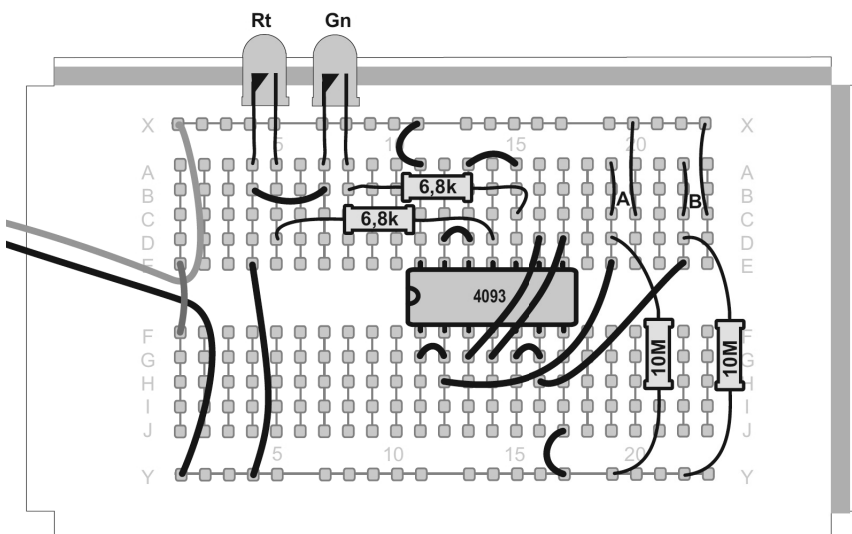 Rt Gn
X 5 10 15 20 X
A A
B 6,8k B
C 6,8k A B C
D D
E E
4093
F F
G 10M 10M G
H H
I I
J J
5 10 15 20
Y Y